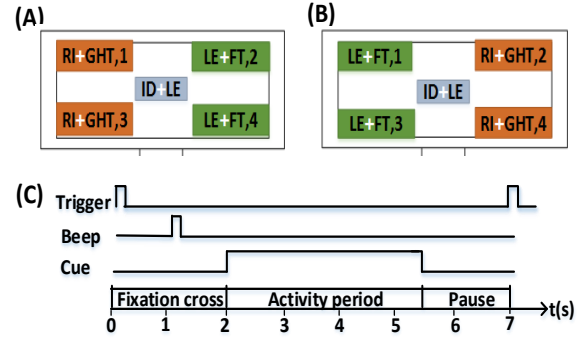 (A)
RI+GHT,1
LE+FT,2
ID+LE
RI+GHT,3
LE+FT,4
(B)
LE+FT,1
RI+GHT,2
ID+LE
LE+FT,3
RI+GHT,4
(C)
Trigger
Beep
Cue
Fixation cross Activity period Pause
t(s)
0 1 2 3 4 5 6 7